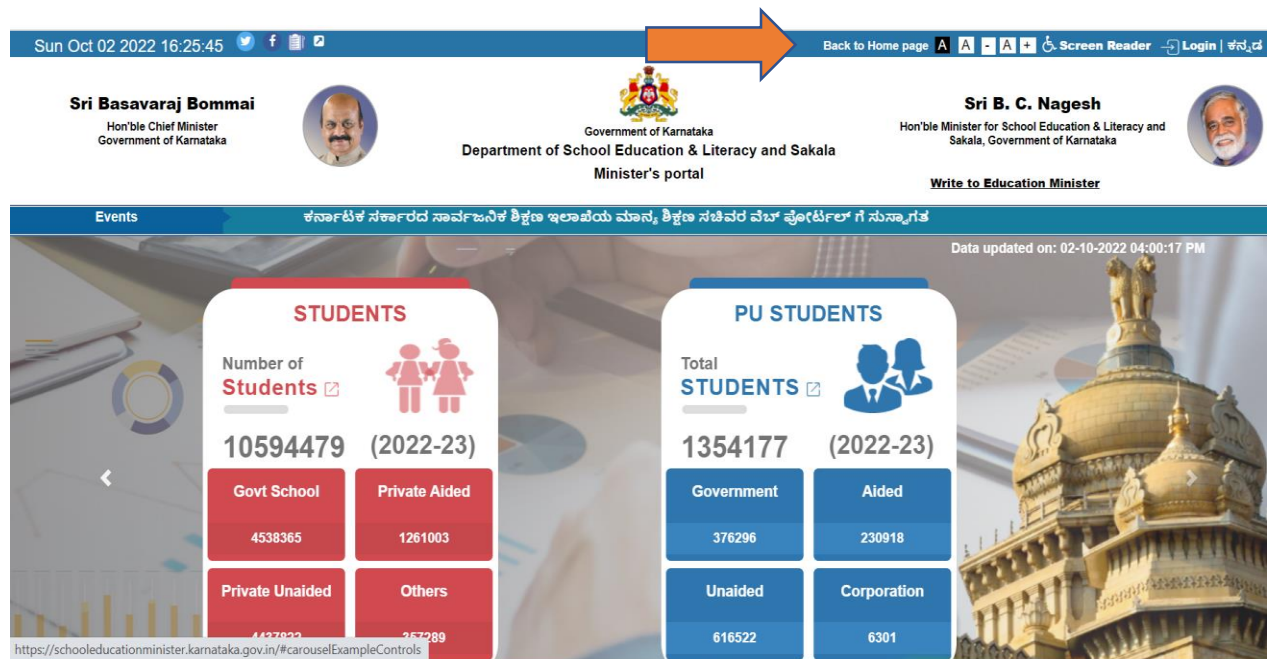 Sun Oct 02 2022 16:25:45
Back to Home page A A - A + Screen Reader Login | ಕನ್ನಡ
Sri Basavaraj Bommai
Hon'ble Chief Minister
Government of Karnataka
Government of Karnataka
Department of School Education & Literacy and Sakala
Minister's portal
Sri B. C. Nagesh
Hon'ble Minister for School Education & Literacy and
Sakala, Government of Karnataka
Write to Education Minister
Events
ಕರ್ನಾಟಕ ಸರ್ಕಾರದ ಸಾರ್ವಜನಿಕ ಶಿಕ್ಷಣ ಇಲಾಖೆಯ ಮಾನ್ಯ ಶಿಕ್ಷಣ ಸಚಿವರ ವೆಬ್ ಪೋರ್ಟಲ್ ಗೆ ಸುಸ್ವಾಗತ
Data updated on: 02-10-2022 04:00:17 PM
STUDENTS
Number of
Students
10594479 (2022-23)
Govt School Private Aided
4538365 1261003
Private Unaided Others
4437822 357289
PU STUDENTS
Total
STUDENTS
1354177 (2022-23)
Government Aided
376296 230918
Unaided Corporation
616522 6301
https://schooleducationminister.karnataka.gov.in/#carouselExampleControls